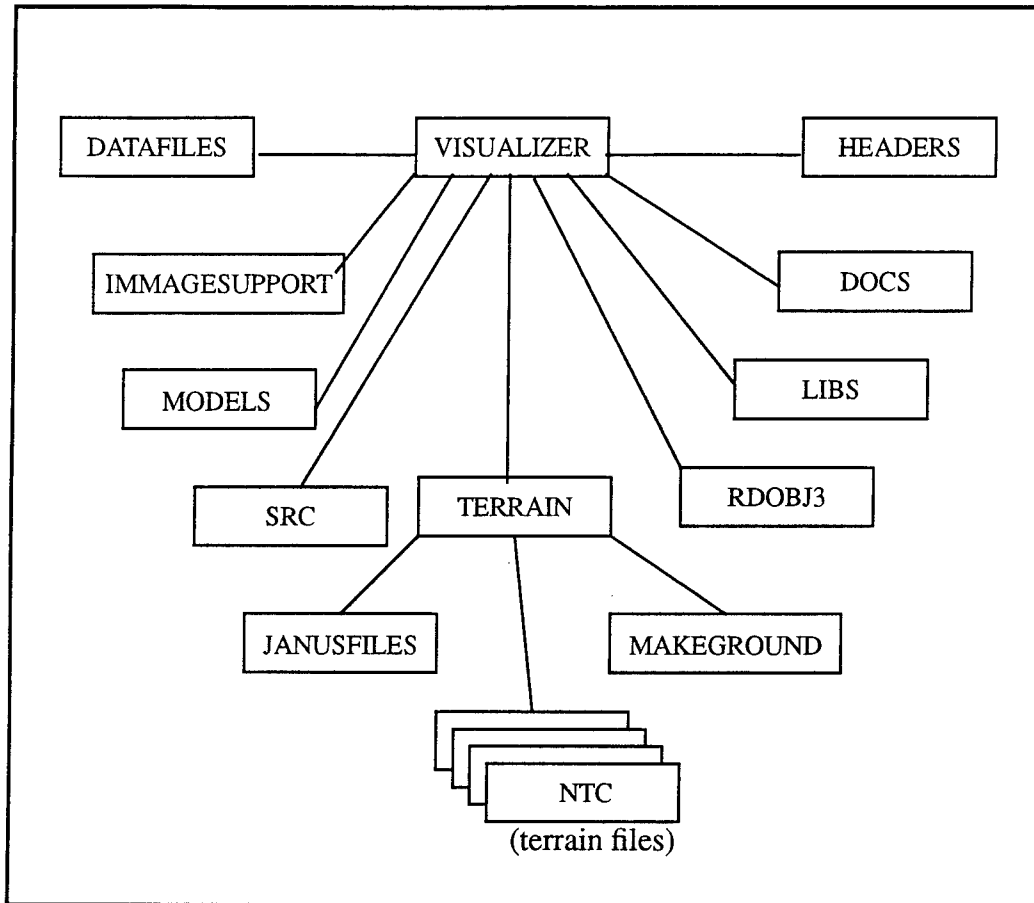 DATAFILES
VISUALIZER
HEADERS
IMMAGESUPPORT
DOCS
MODELS
LIBS
SRC
TERRAIN
RDOBJ3
JANUSFILES
MAKEGROUND
NTC
(terrain files)